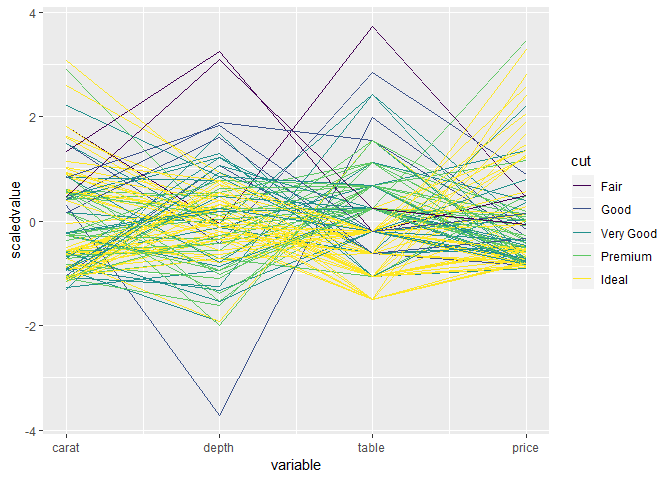 4
2
0
-2
-4
scaledvalue
carat depth table price
variable
cut
Fair
Good
Very Good
Premium
Ideal